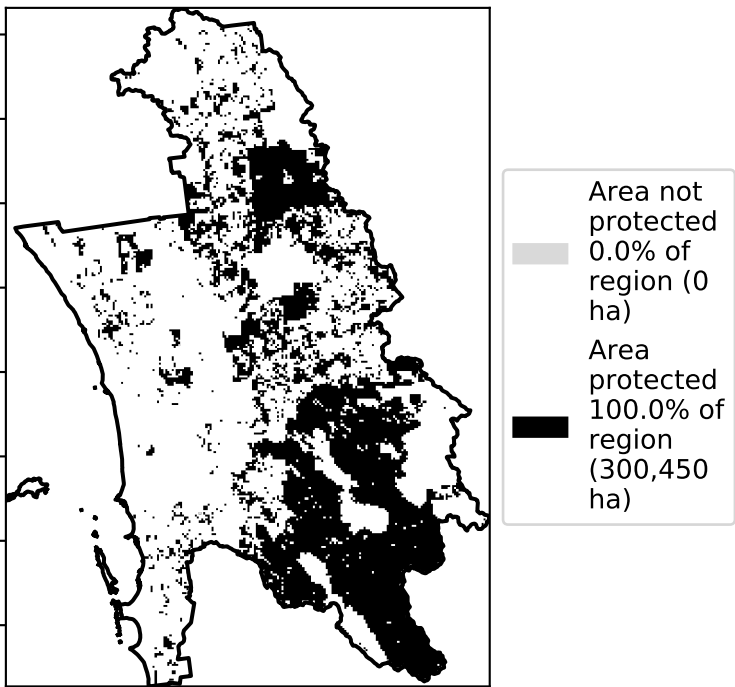 Area not
protected
0.0% of
region (0
ha)
Area
protected
100.0% of
region
(300,450
ha)